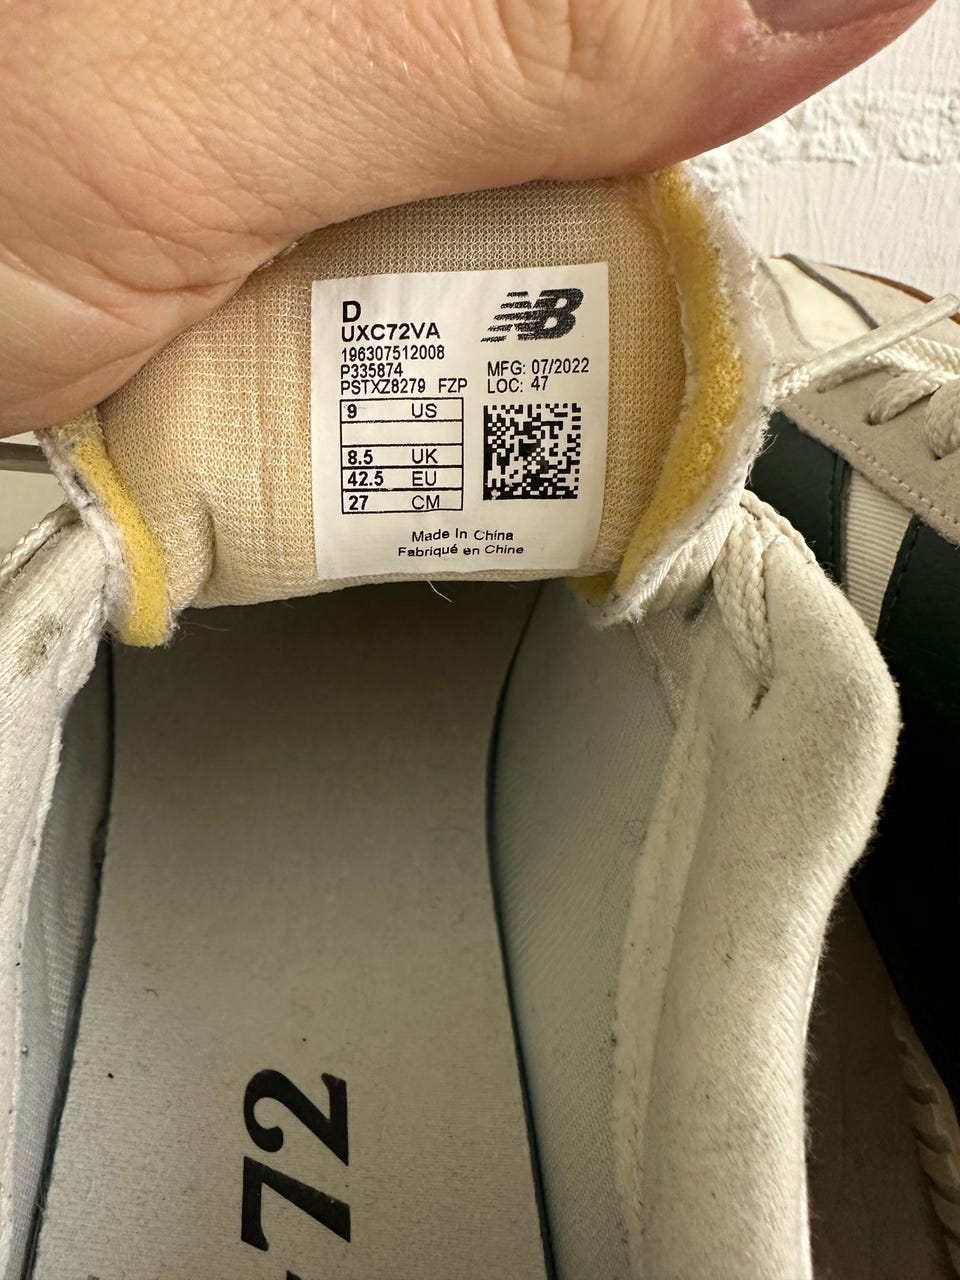 D
UXC72VA
196307512008
P335874
PSTXZ8279 FZP
NB
MFG: 07/2022
LOC: 47
9 US
8.5 UK
42.5 EU
27 CM
Made In China
Fabriqué en Chine
72